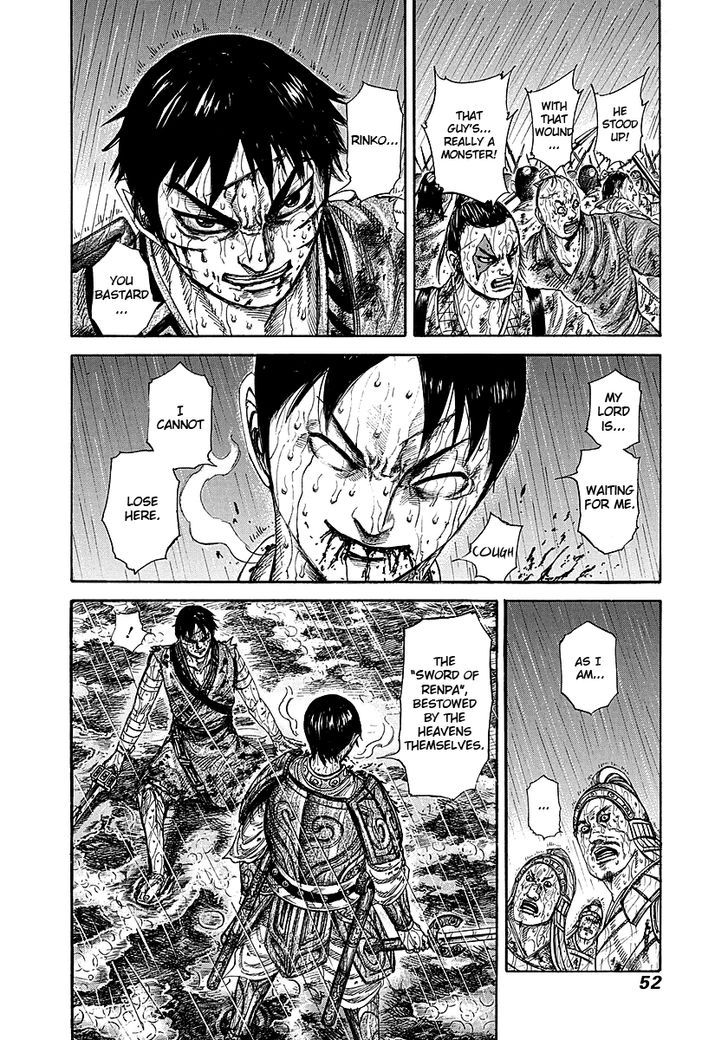 HE
STOOD
UP!
WITH
THAT
WOUND
...
THAT
GUY'S...
REALLY A
MONSTER!
RINKO...
YOU
BASTARD
...
MY
LORD
IS...
WAITING
FOR ME.
COUGH
I
CANNOT
LOSE
HERE.
AS I
AM...
...
THE
"SWORD OF
RENPA",
BESTOWED
BY THE
HEAVENS
THEMSELVES.
!
52